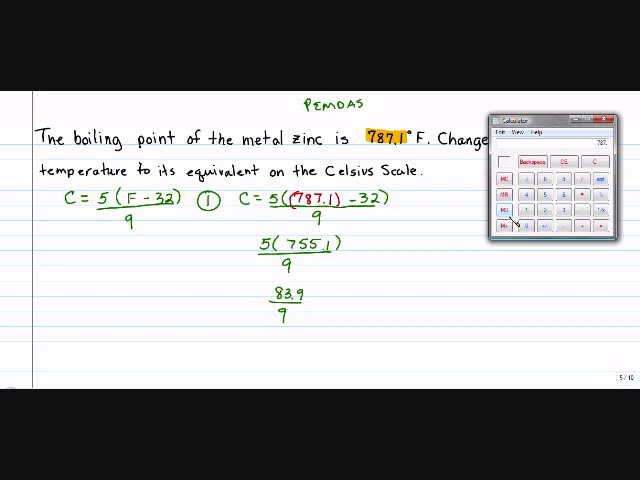 PEMDAS
The boiling point of the metal zinc is 787.1° F. Change
temperature to its equivalent on the Celsius Scale.
C = 5 ( F - 32 ) ① C = 5((787.1) - 32)
9 9
5( 755.1 )
9
83.9
9
Calculator
Edit View Help
787.
Backspace CE C
MC 7 8 9 / sqrt
MR 4 5 6 * %
MS 1 2 3 - 1/x
M+ 0 +/- . + =
5 / 10